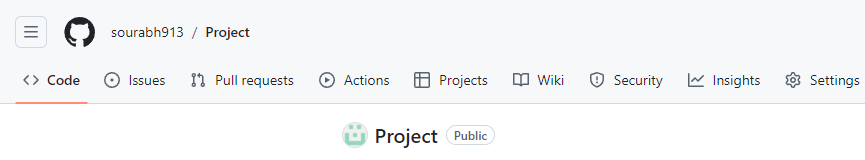 sourabh913 / Project
Code Issues Pull requests Actions Projects Wiki Security Insights Settings
Project Public